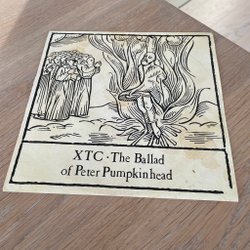 XTC · The Ballad
of Peter Pumpkinhead